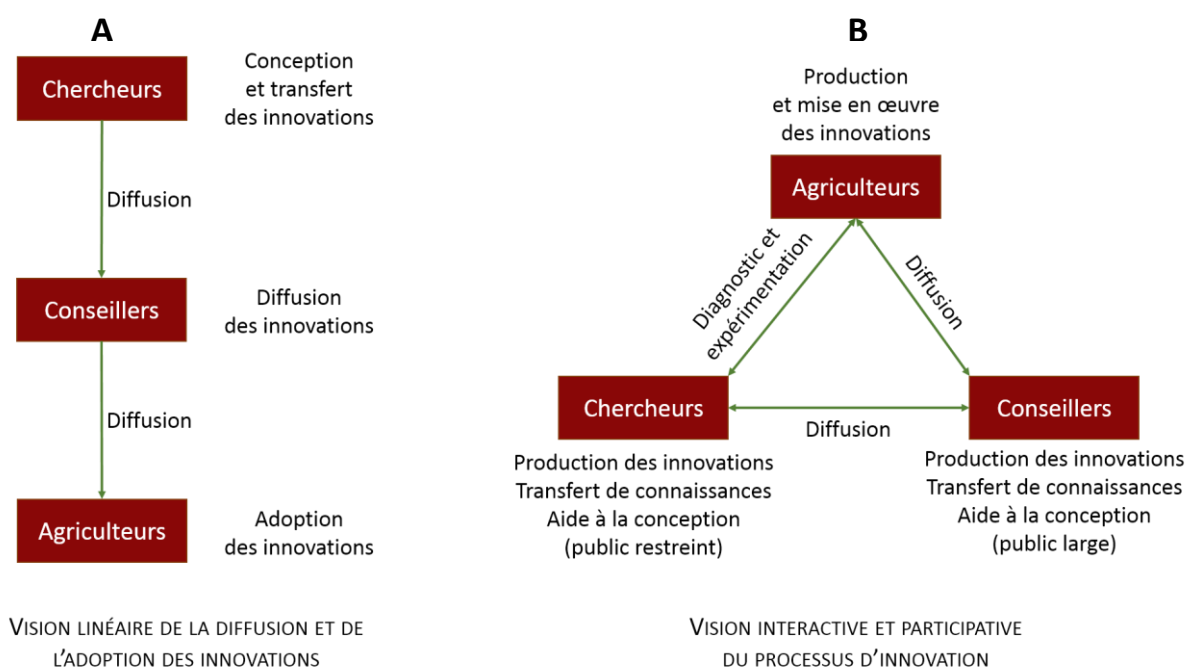 A
Chercheurs
Conception
et transfert
des innovations
Diffusion
Conseillers
Diffusion
des innovations
Diffusion
Agriculteurs
Adoption
des innovations
VISION LINÉAIRE DE LA DIFFUSION ET DE
L'ADOPTION DES INNOVATIONS
B
Production
et mise en œuvre
des innovations
Agriculteurs
Diagnostic et
expérimentation
Diffusion
Chercheurs
Diffusion
Conseillers
Production des innovations
Transfert de connaissances
Aide à la conception
(public restreint)
Production des innovations
Transfert de connaissances
Aide à la conception
(public large)
VISION INTERACTIVE ET PARTICIPATIVE
DU PROCESSUS D'INNOVATION